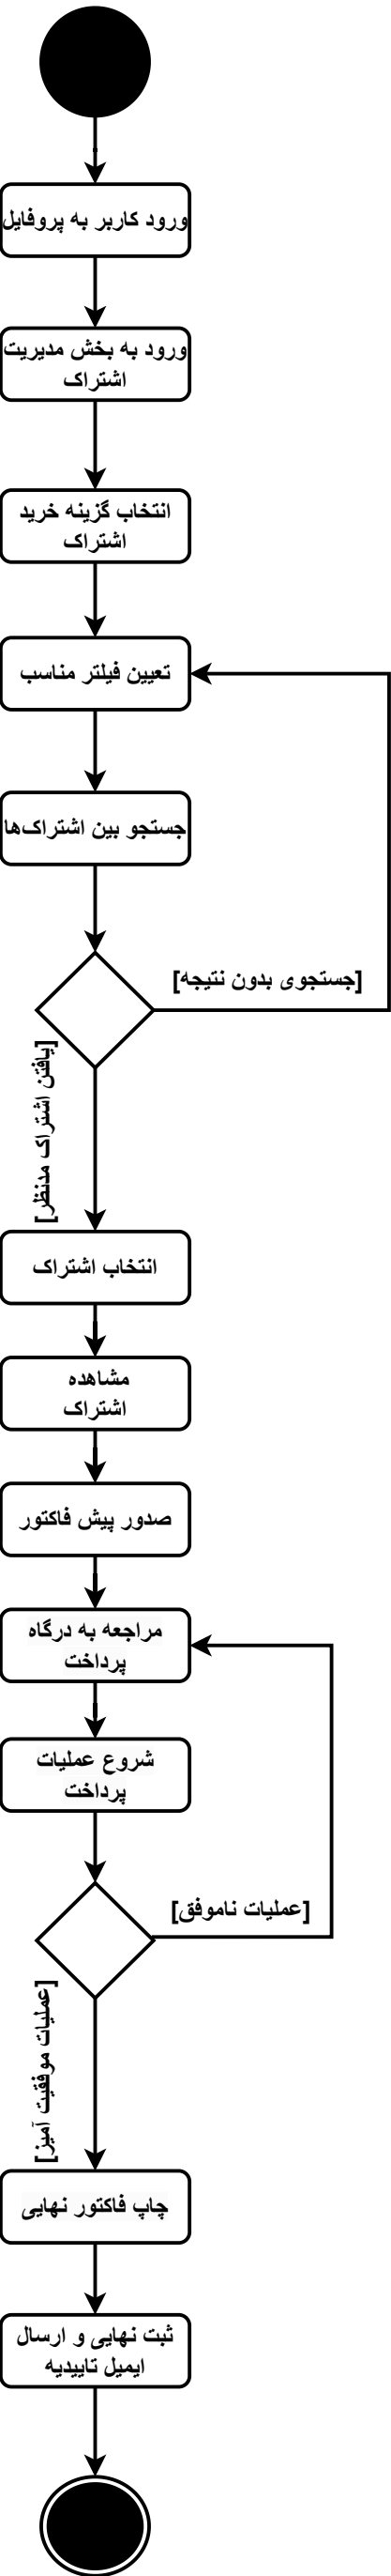 ورود کاربر به پروفایل
ورود به بخش مدیریت
اشتراک
انتخاب گزینه خرید
اشتراک
تعیین فیلتر مناسب
جستجو بین اشتراک‌ها
[جستجوی بدون نتیجه]
[یافتن اشتراک مدنظر]
انتخاب اشتراک
مشاهده
اشتراک
صدور پیش فاکتور
مراجعه به درگاه
پرداخت
شروع عملیات
پرداخت
[عملیات ناموفق]
[عملیات موفقیت آمیز]
چاپ فاکتور نهایی
ثبت نهایی و ارسال
ایمیل تاییدیه